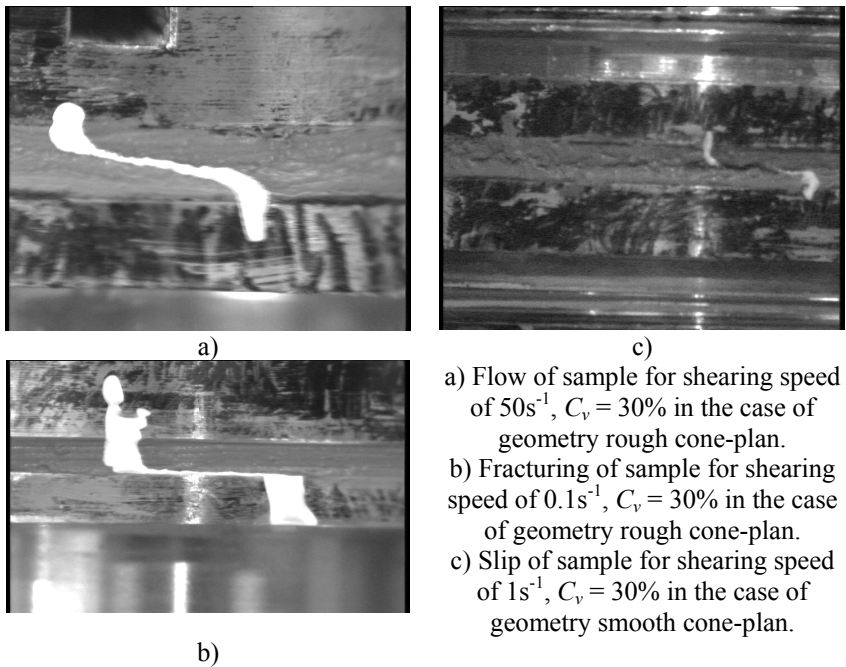 a)
c)
b)
a) Flow of sample for shearing speed
of 50s⁻¹, Cᵥ = 30% in the case of
geometry rough cone-plan.
b) Fracturing of sample for shearing
speed of 0.1s⁻¹, Cᵥ = 30% in the case
of geometry rough cone-plan.
c) Slip of sample for shearing speed
of 1s⁻¹, Cᵥ = 30% in the case of
geometry smooth cone-plan.